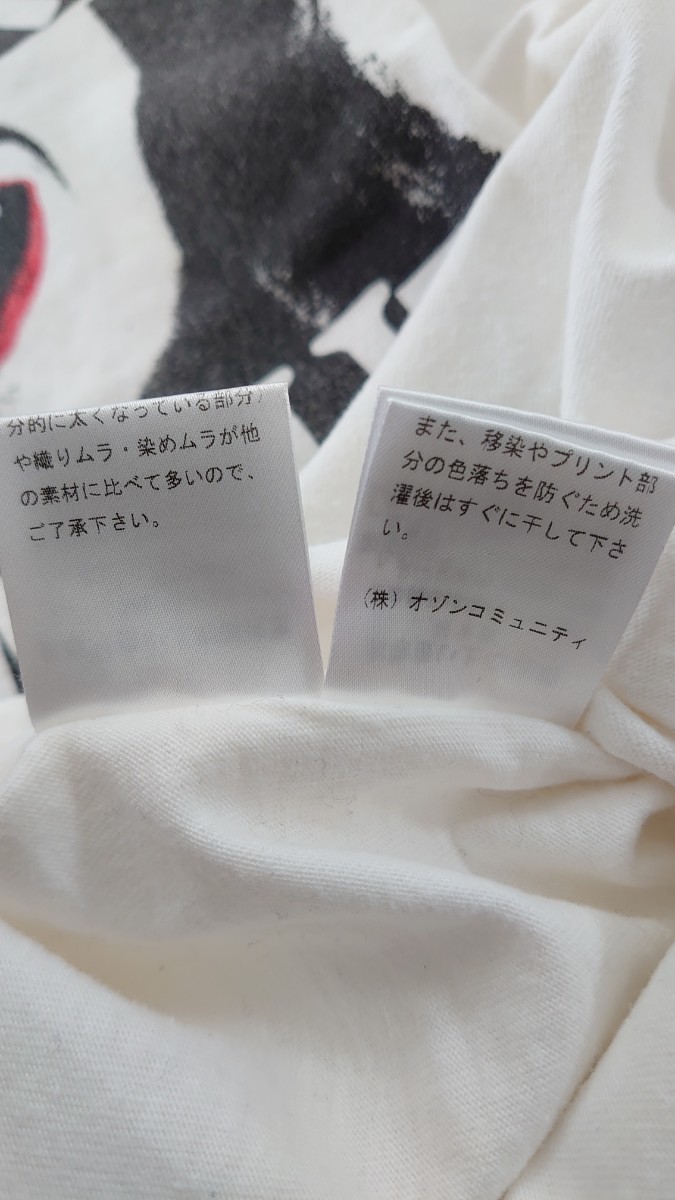 分的に太くなっている部分）
や織りムラ・染めムラが他
の素材に比べて多いので、
ご了承下さい。
また、移染やプリント部
分の色落ちを防ぐため洗
濯後はすぐに干して下さ
い。
（株）オゾンコミュニティ